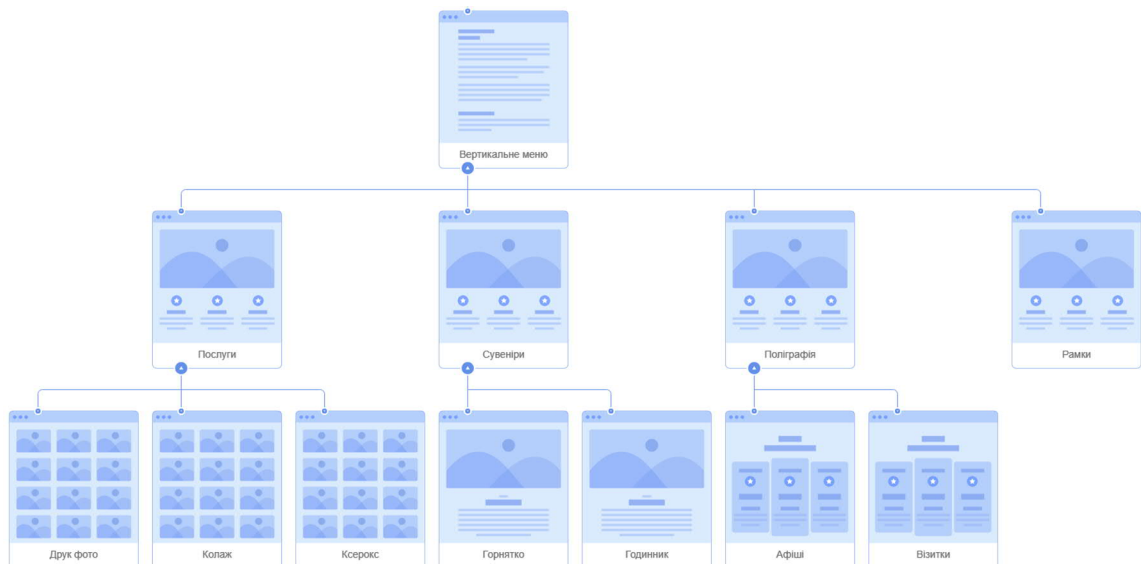 Вертикальне меню
Послуги
Сувеніри
Поліграфія
Рамки
Друк фото
Колаж
Ксерокс
Горнятко
Годинник
Афіші
Візитки